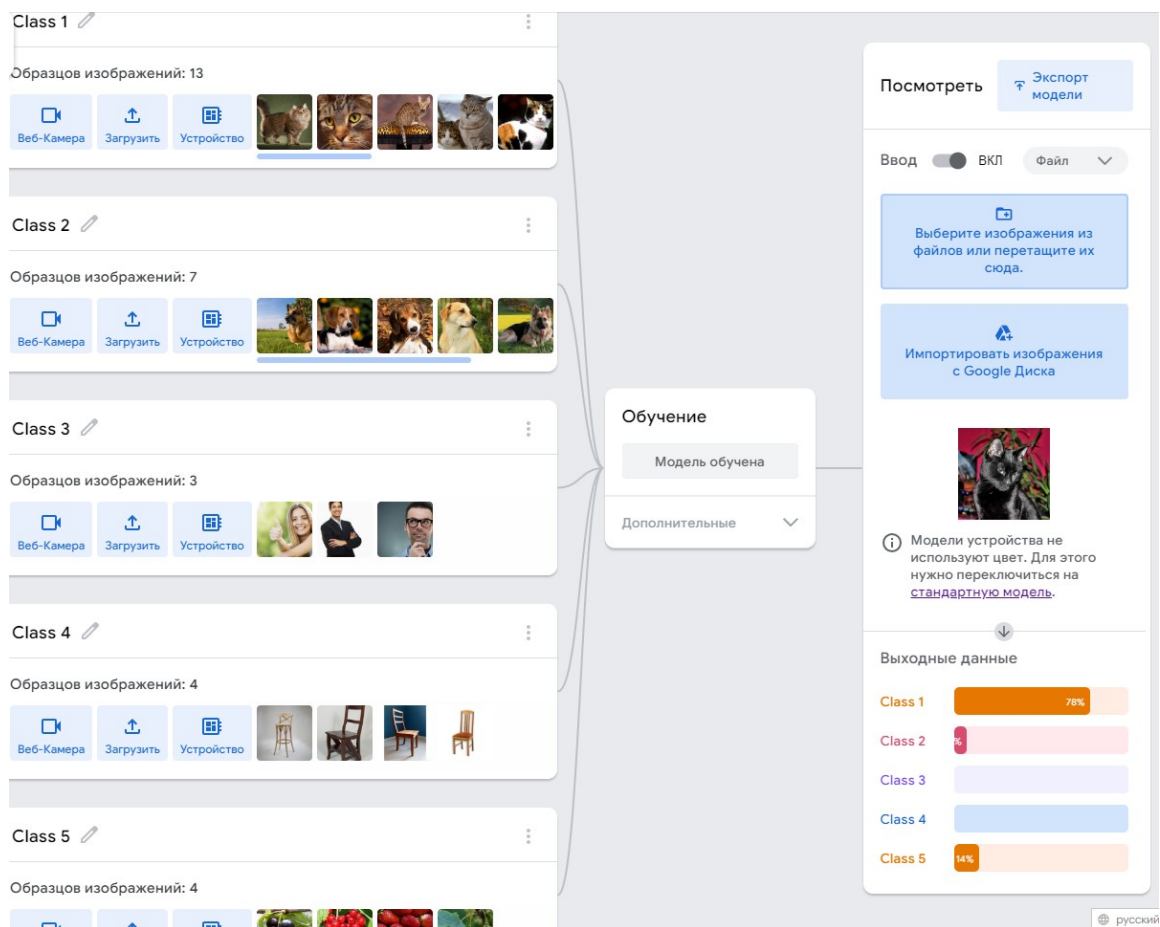 Class 1
Образцов изображений: 13
Веб-Камера
Загрузить
Устройство
Class 2
Образцов изображений: 7
Веб-Камера
Загрузить
Устройство
Class 3
Образцов изображений: 3
Веб-Камера
Загрузить
Устройство
Class 4
Образцов изображений: 4
Веб-Камера
Загрузить
Устройство
Class 5
Образцов изображений: 4
Обучение
Модель обучена
Дополнительные
Посмотреть
Экспорт
модели
Ввод
ВКЛ
Файл
Выберите изображения из
файлов или перетащите их
сюда.
Импортировать изображения
с Google Диска
Модели устройства не
используют цвет. Для этого
нужно переключиться на
стандартную модель.
Выходные данные
Class 1
78%
Class 2
%
Class 3
Class 4
Class 5
14%
русский